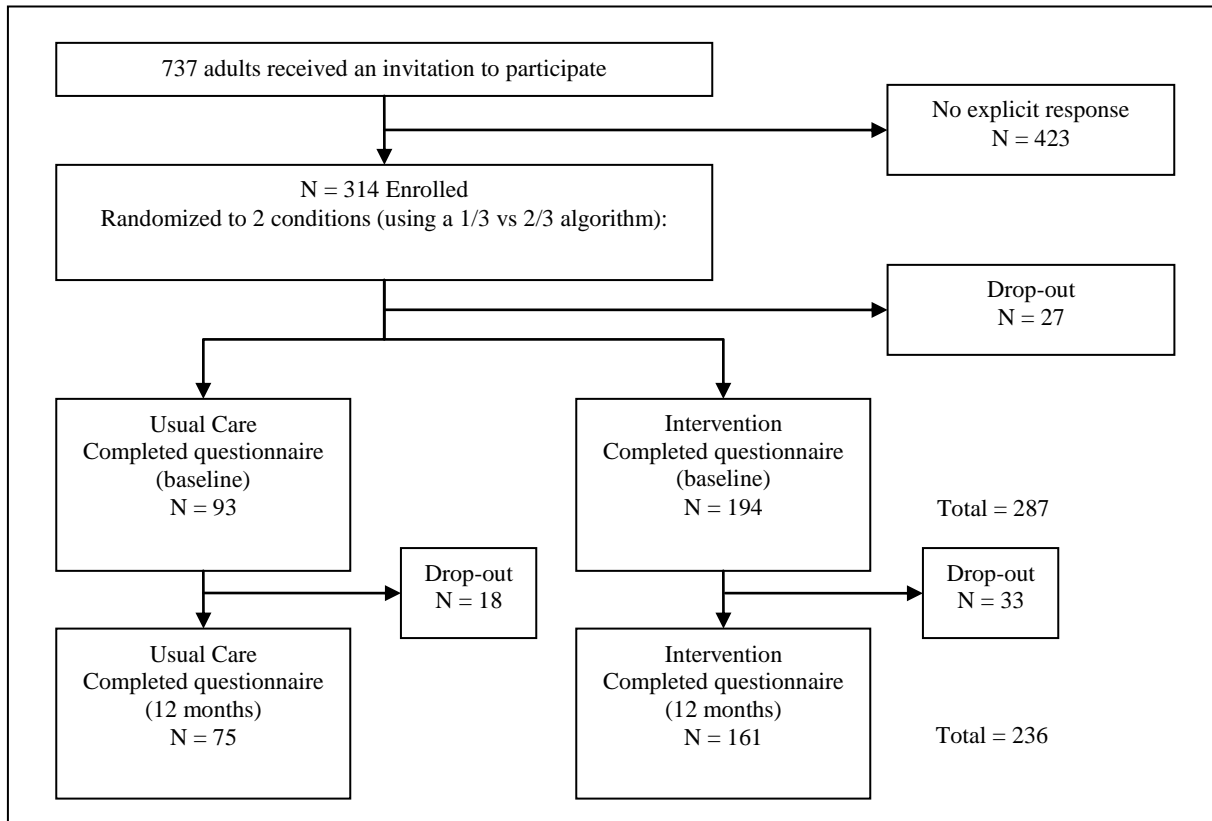 737 adults received an invitation to participate
No explicit response
N = 423
N = 314 Enrolled
Randomized to 2 conditions (using a 1/3 vs 2/3 algorithm):
Drop-out
N = 27
Usual Care
Completed questionnaire
(baseline)
N = 93
Intervention
Completed questionnaire
(baseline)
N = 194
Total = 287
Drop-out
N = 18
Drop-out
N = 33
Usual Care
Completed questionnaire
(12 months)
N = 75
Intervention
Completed questionnaire
(12 months)
N = 161
Total = 236